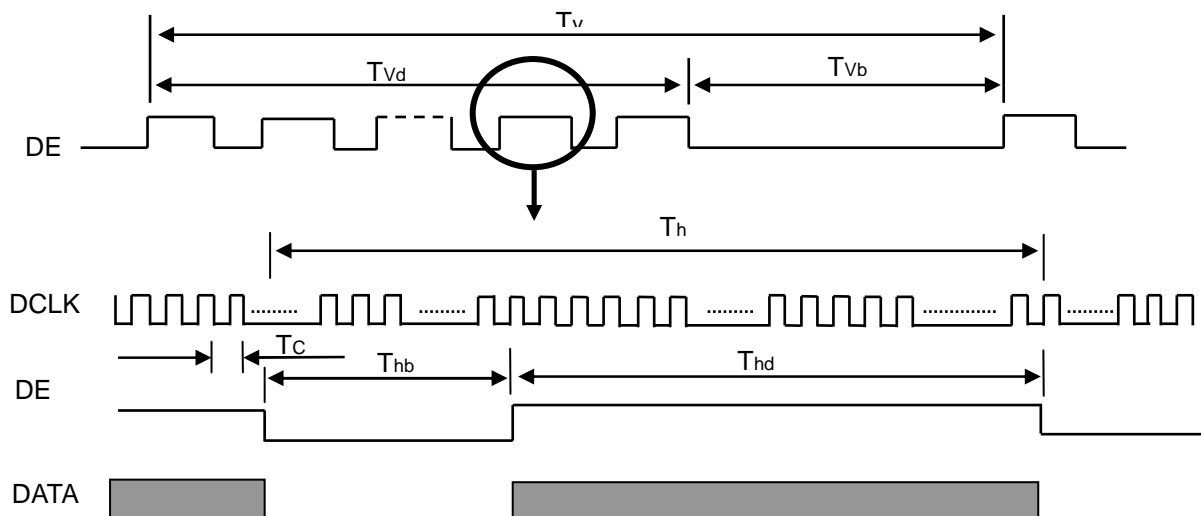 Tv
TVd
TVb
DE
Th
DCLK
TC
Thb
Thd
DE
DATA